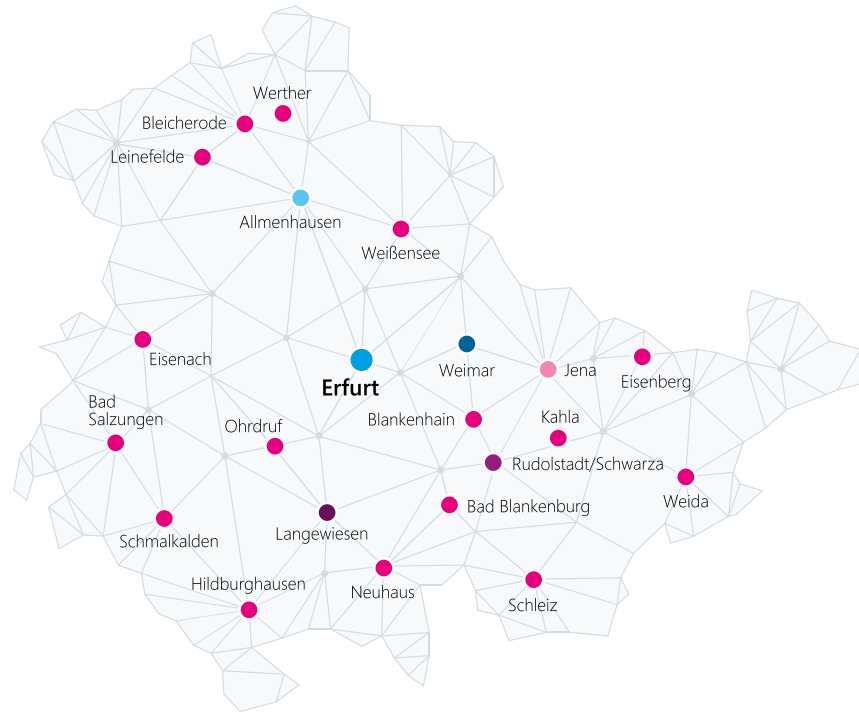 Werther
Bleicherode
Leinefelde
Allmenhausen
Weißensee
Eisenach
Erfurt
Weimar
Jena
Eisenberg
Bad
Salzungen
Ohrdruf
Blankenhain
Kahla
Rudolstadt/Schwarza
Weida
Bad Blankenburg
Schmalkalden
Langewiesen
Hildburghausen
Neuhaus
Schleiz